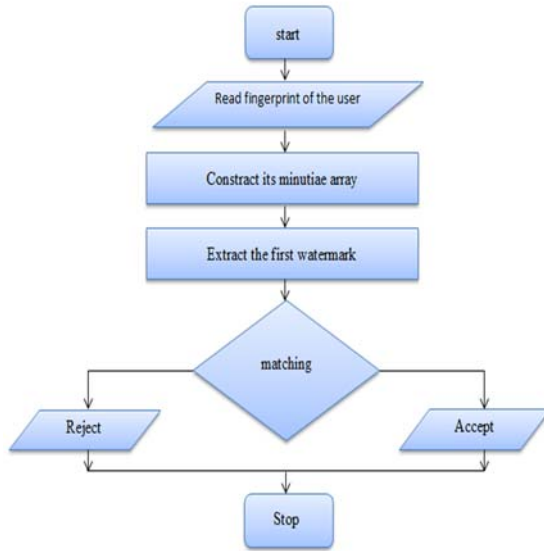 start
Read fingerprint of the user
Constract its minutiae array
Extract the first watermark
matching
Reject
Accept
Stop